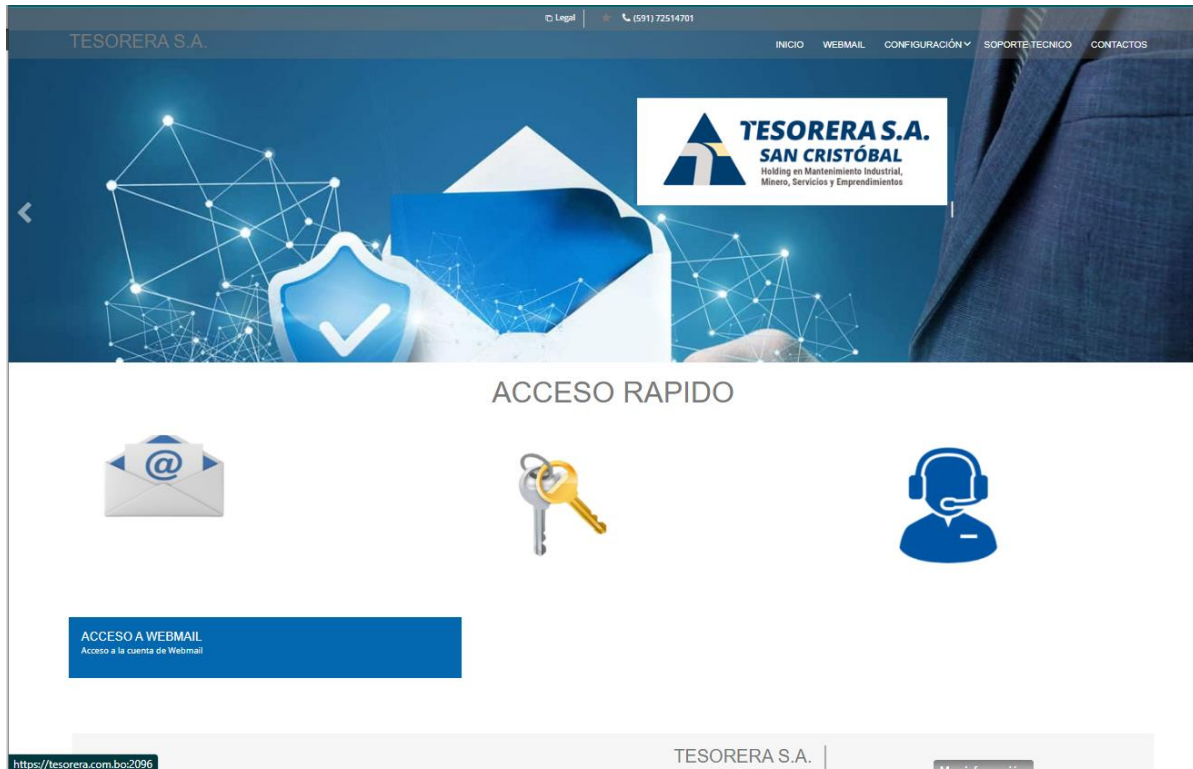 Legal
(591) 72514701
TESORERA S.A.
INICIO WEBMAIL CONFIGURACIÓN SOPORTE TECNICO CONTACTOS
TESORERA S.A.
SAN CRISTÓBAL
Holding en Mantenimiento Industrial,
Minero, Servicios y Emprendimientos
ACCESO RAPIDO
@
ACCESO A WEBMAIL
Acceso a la cuenta de Webmail
TESORERA S.A.
https://tesorera.com.bo:2096